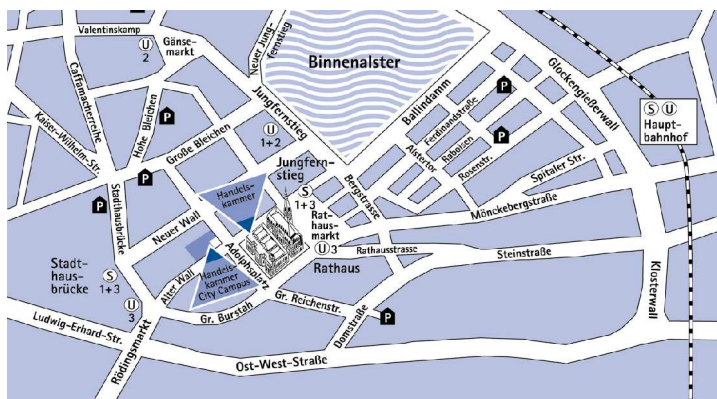 Valentinskamp
U
2
Gänse-
markt
Neuer Jung-
fernstieg
Binnenalster
Caffamacherreihe
Kaiser-Wilhelm-Str.
Hohe Bleichen
P
Große Bleichen
Jungfernstieg
U
1+2
Ballindamm
Ferdinandstraße
P
Alstertor
Raboisen
P
Rosenstr.
Glockengießerwall
S U
Haupt-
bahnhof
P
P
Stadthausbrücke
Jungfern-
stieg
S
1+3
Handels-
kammer
Bergstrasse
Spitaler Str.
Mönckebergstraße
Neuer Wall
Rat-
haus-
markt
U 3
Rathaus
Rathausstrasse
Steinstraße
Stadt-
haus-
brücke
S
1+3
U
3
Alter Wall
Adolphsplatz
Handels-
kammer
City Campus
Gr. Burstah
Gr. Reichenstr.
P
Domstraße
Klosterwall
Ludwig-Erhard-Str.
Rödingsmarkt
Ost-West-Straße